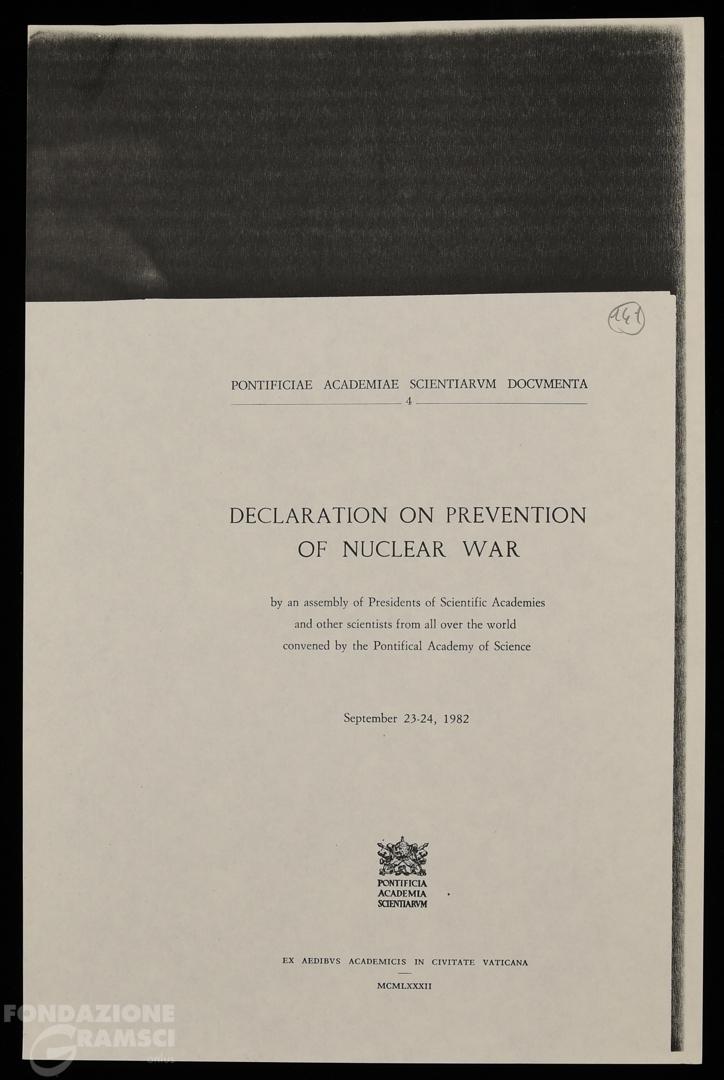 141
PONTIFICIAE ACADEMIAE SCIENTIARVM DOCVMENTA
4
DECLARATION ON PREVENTION
OF NUCLEAR WAR
by an assembly of Presidents of Scientific Academies
and other scientists from all over the world
convened by the Pontifical Academy of Science
September 23-24, 1982
PONTIFICIA
ACADEMIA
SCIENTIARVM
EX AEDIBVS ACADEMICIS IN CIVITATE VATICANA
MCMLXXXII
FONDAZIONE
GRAMSCI
onlus